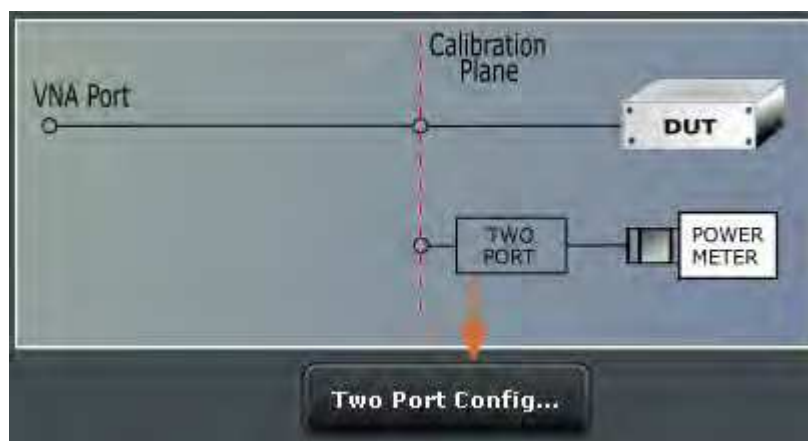 Calibration
Plane
VNA Port
DUT
TWO
PORT
POWER
METER
Two Port Config...